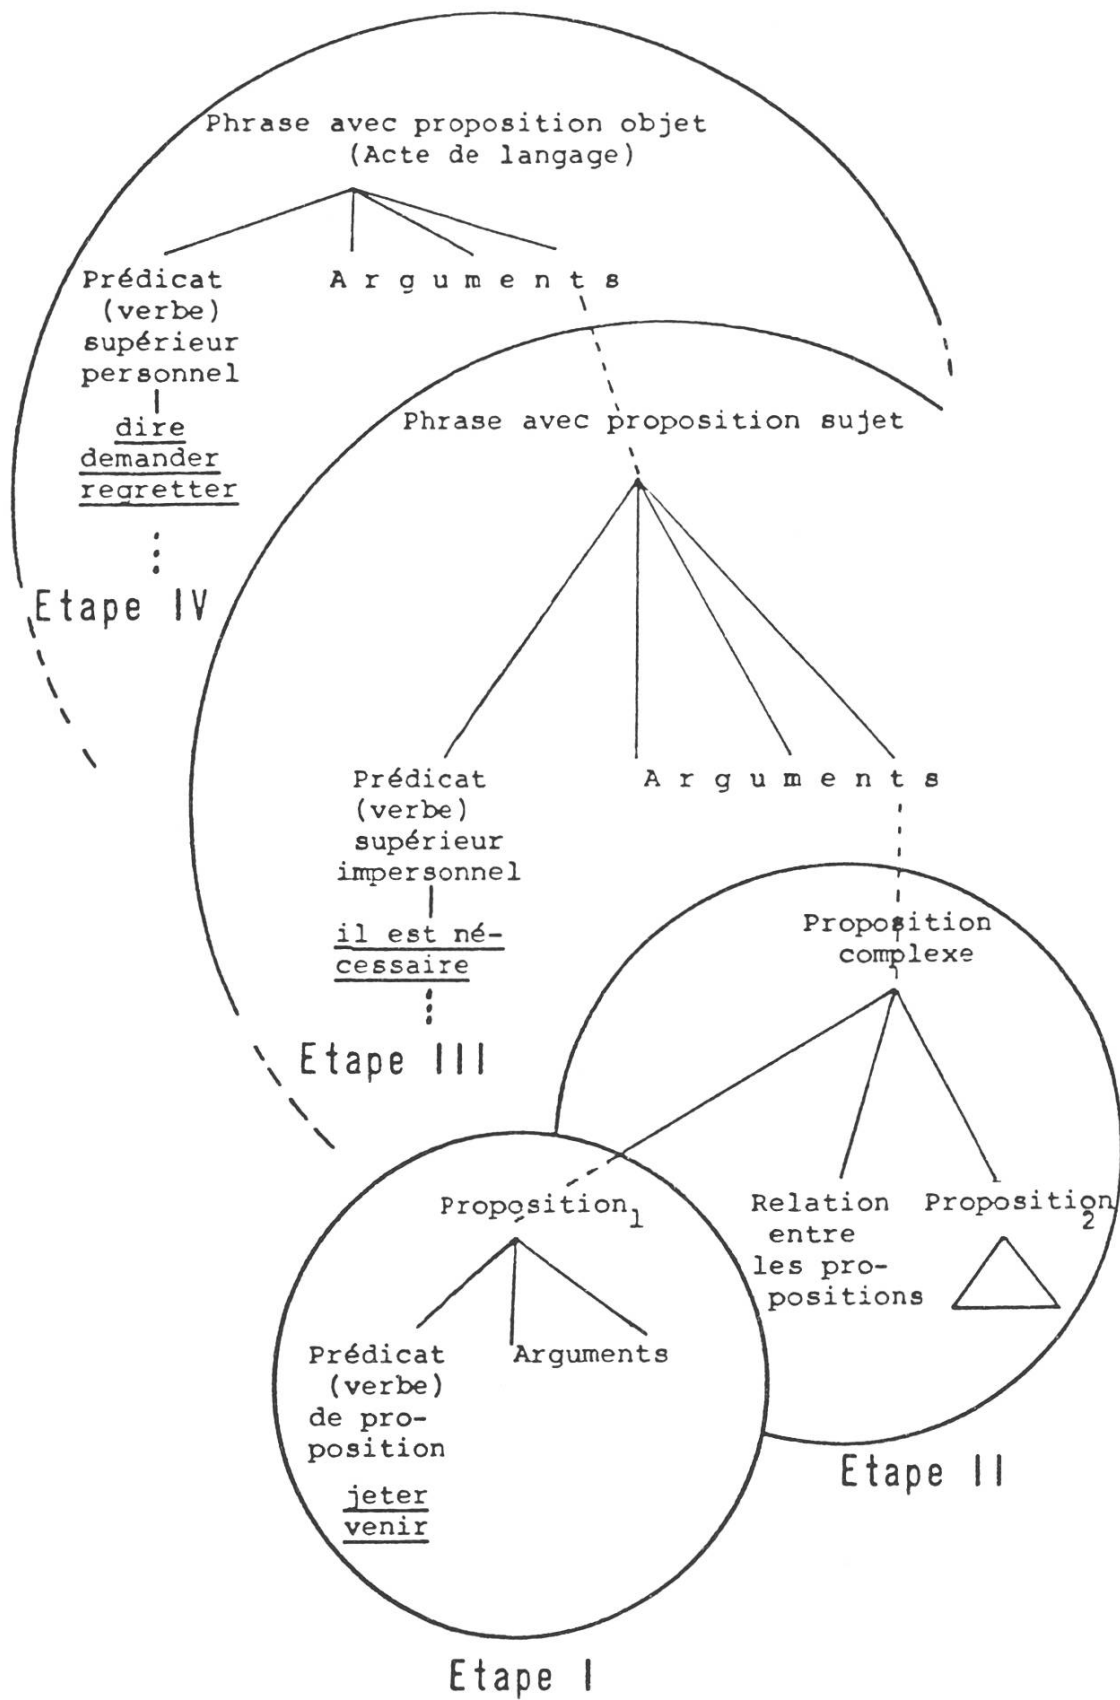 Phrase avec proposition objet
(Acte de langage)
Prédicat
(verbe)
supérieur
personnel
Arguments
dire
demander
regretter
Etape IV
Phrase avec proposition sujet
Prédicat
(verbe)
supérieur
impersonnel
Arguments
il est né-
cessaire
Etape III
Proposition
complexe
Proposition1
Relation
entre
les pro-
positions
Proposition2
Prédicat
(verbe)
de pro-
position
Arguments
jeter
venir
Etape II
Etape I